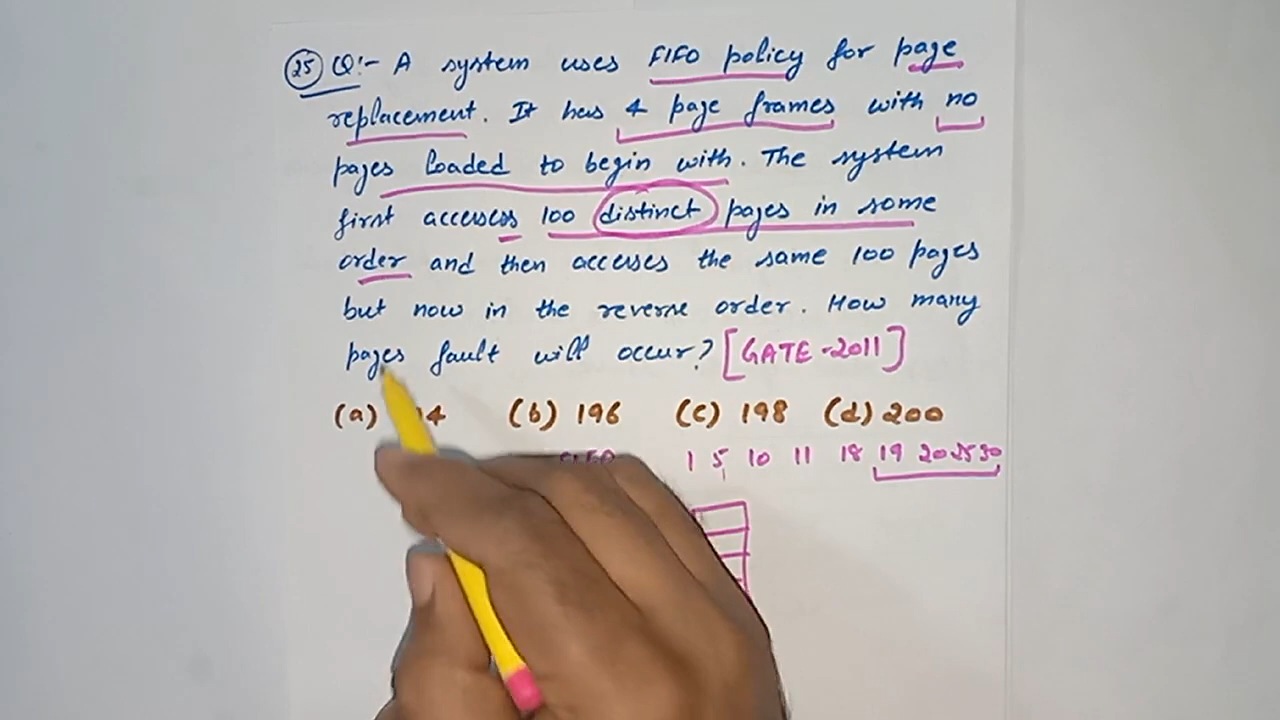 25 Q:- A system uses FIFO policy for page
replacement. It has 4 page frames with no
pages loaded to begin with. The system
first accesses 100 distinct pages in some
order and then accesses the same 100 pages
but now in the reverse order. How many
pages fault will occur? [GATE-2011]
(a) (b) 196 (c) 198 (d) 200
1 5 10 11 18 19 20 25 30